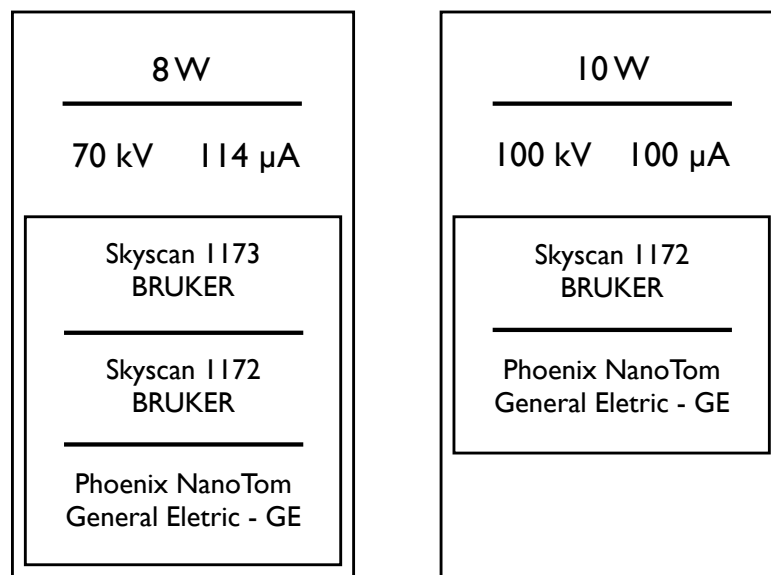 8 W
70 kV 114 µA
Skyscan 1173
BRUKER
Skyscan 1172
BRUKER
Phoenix NanoTom
General Eletric - GE
10 W
100 kV 100 µA
Skyscan 1172
BRUKER
Phoenix NanoTom
General Eletric - GE